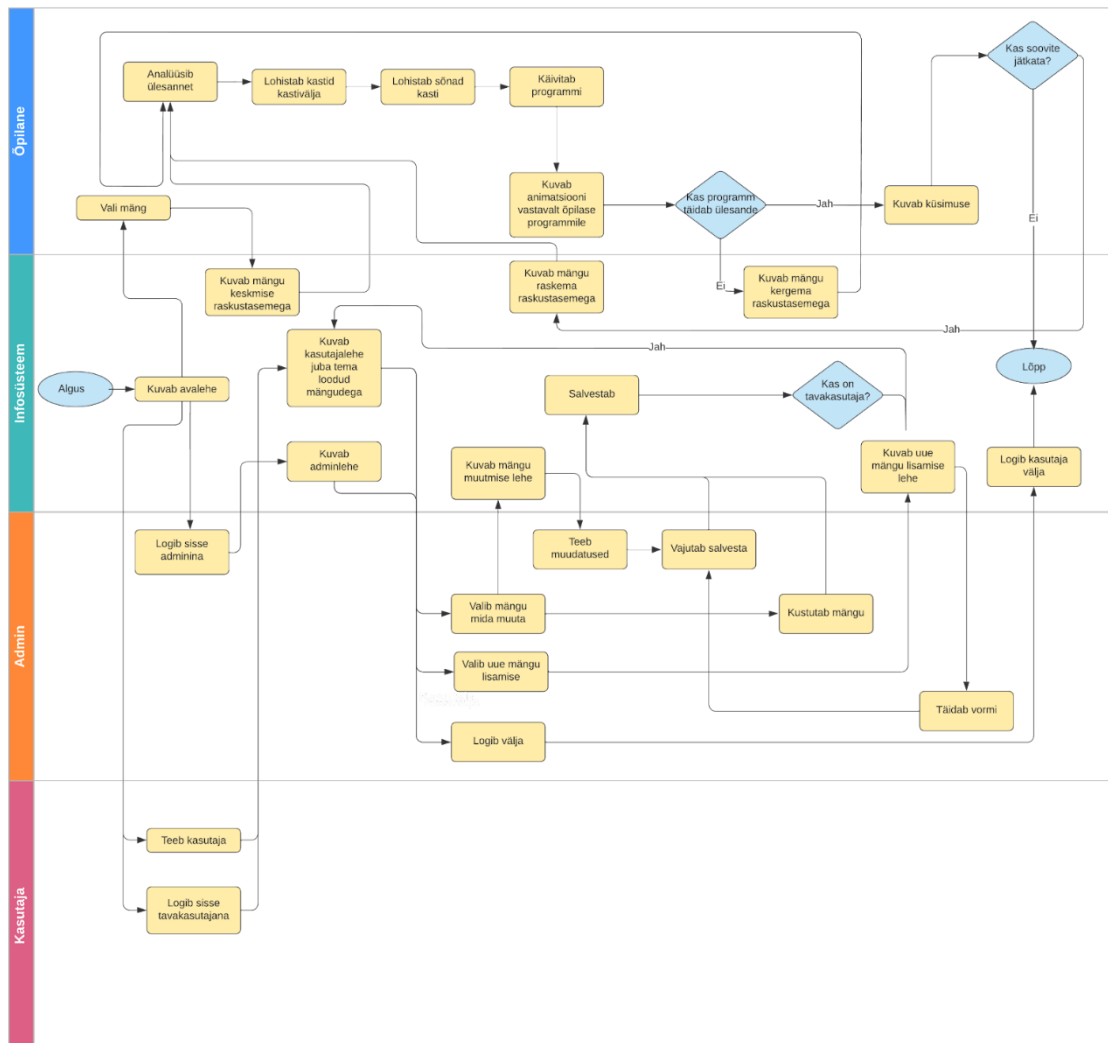 Õpilane
Analüüsib
ülesannet
Lohistab kastid
kastivälja
Lohistab sõnad
kasti
Käivitab
programmi
Kas soovite
jätkata?
Vali mäng
Kuvab
animatsiooni
vastavalt õpilase
programmile
Kas programm
täidab ülesande
Jah
Kuvab küsimuse
Ei
Infosüsteem
Kuvab mängu
keskmise
raskustasemega
Kuvab mängu
raskema
raskustasemega
Ei
Kuvab mängu
kergema
raskustasemega
Jah
Kuvab
kasutajalehe
juba tema
loodud
mängudega
Jah
Algus
Kuvab avalehe
Salvestab
Kas on
tavakasutaja?
Lõpp
Kuvab
adminlehe
Kuvab mängu
muutmise lehe
Kuvab uue
mängu lisamise
lehe
Logib kasutaja
välja
Admin
Logib sisse
adminina
Teeb
muudatused
Vajutab salvesta
Valib mängu
mida muuta
Kustutab mängu
Valib uue mängu
lisamise
Täidab vormi
Logib välja
Kasutaja
Teeb kasutaja
Logib sisse
tavakasutajana